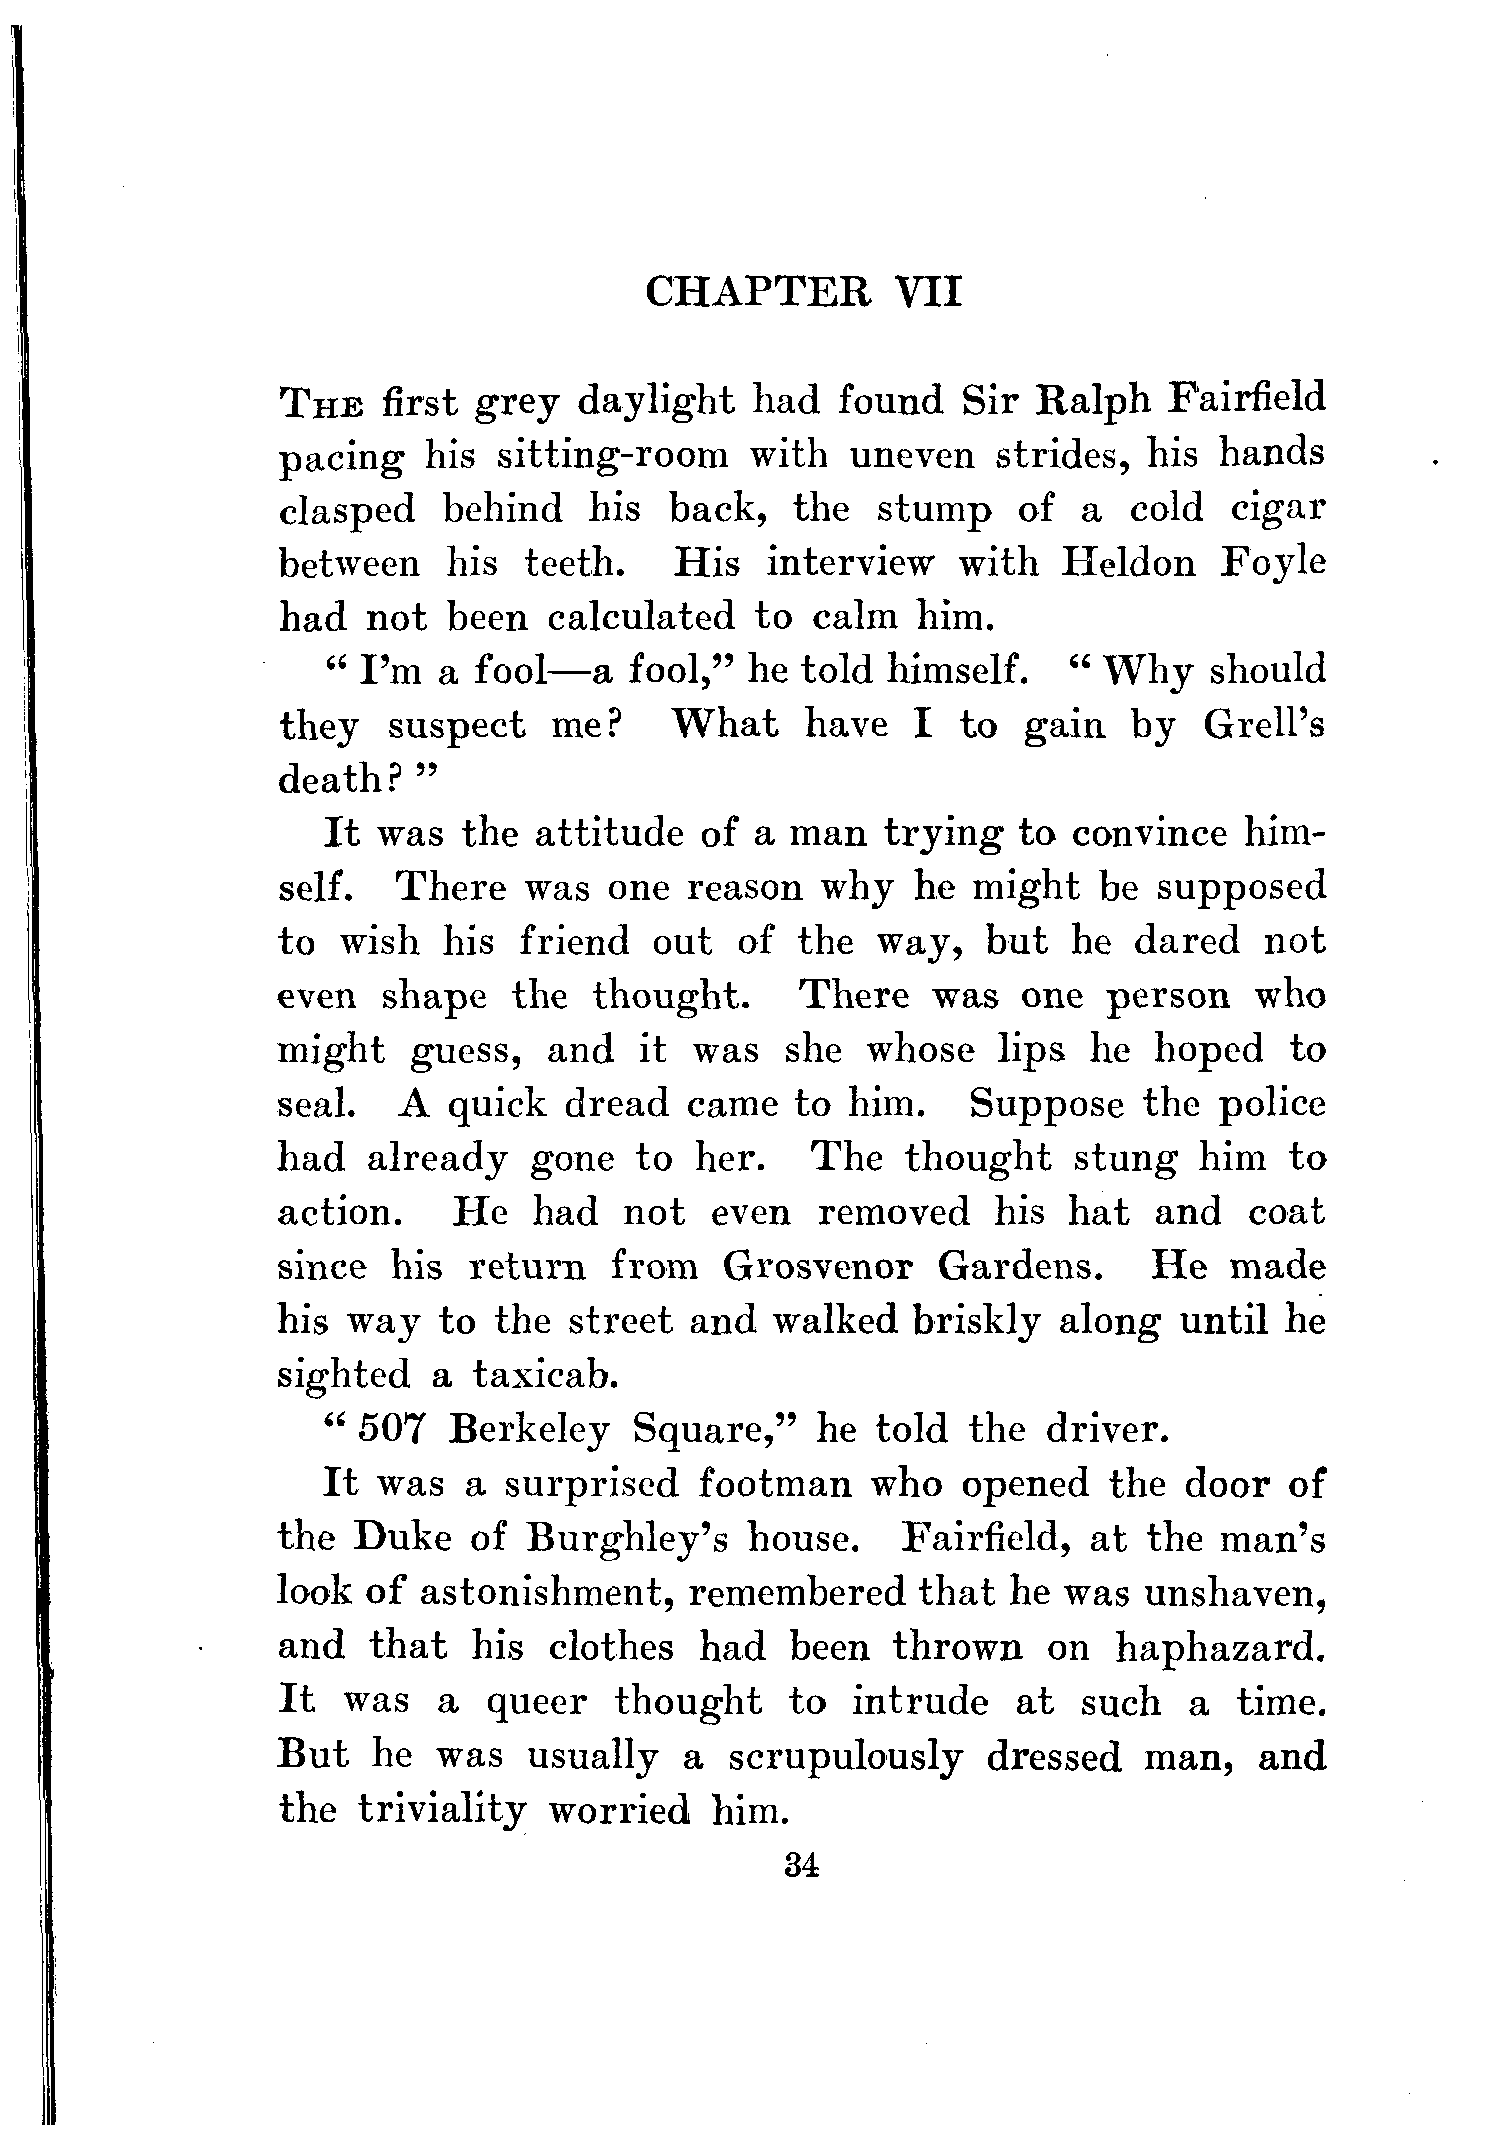 CHAPTER VII
THE first grey daylight had found Sir Ralph Fairfield
pacing his sitting-room with uneven strides, his hands
clasped behind his back, the stump of a cold cigar
between his teeth. His interview with Heldon Foyle
had not been calculated to calm him.
“ I’m a fool—a fool,” he told himself. “ Why should
they suspect me? What have I to gain by Grell’s
death? ”
It was the attitude of a man trying to convince him-
self. There was one reason why he might be supposed
to wish his friend out of the way, but he dared not
even shape the thought. There was one person who
might guess, and it was she whose lips he hoped to
seal. A quick dread came to him. Suppose the police
had already gone to her. The thought stung him to
action. He had not even removed his hat and coat
since his return from Grosvenor Gardens. He made
his way to the street and walked briskly along until he
sighted a taxicab.
“ 507 Berkeley Square,” he told the driver.
It was a surprised footman who opened the door of
the Duke of Burghley’s house. Fairfield, at the man’s
look of astonishment, remembered that he was unshaven,
and that his clothes had been thrown on haphazard.
It was a queer thought to intrude at such a time.
But he was usually a scrupulously dressed man, and
the triviality worried him.
34